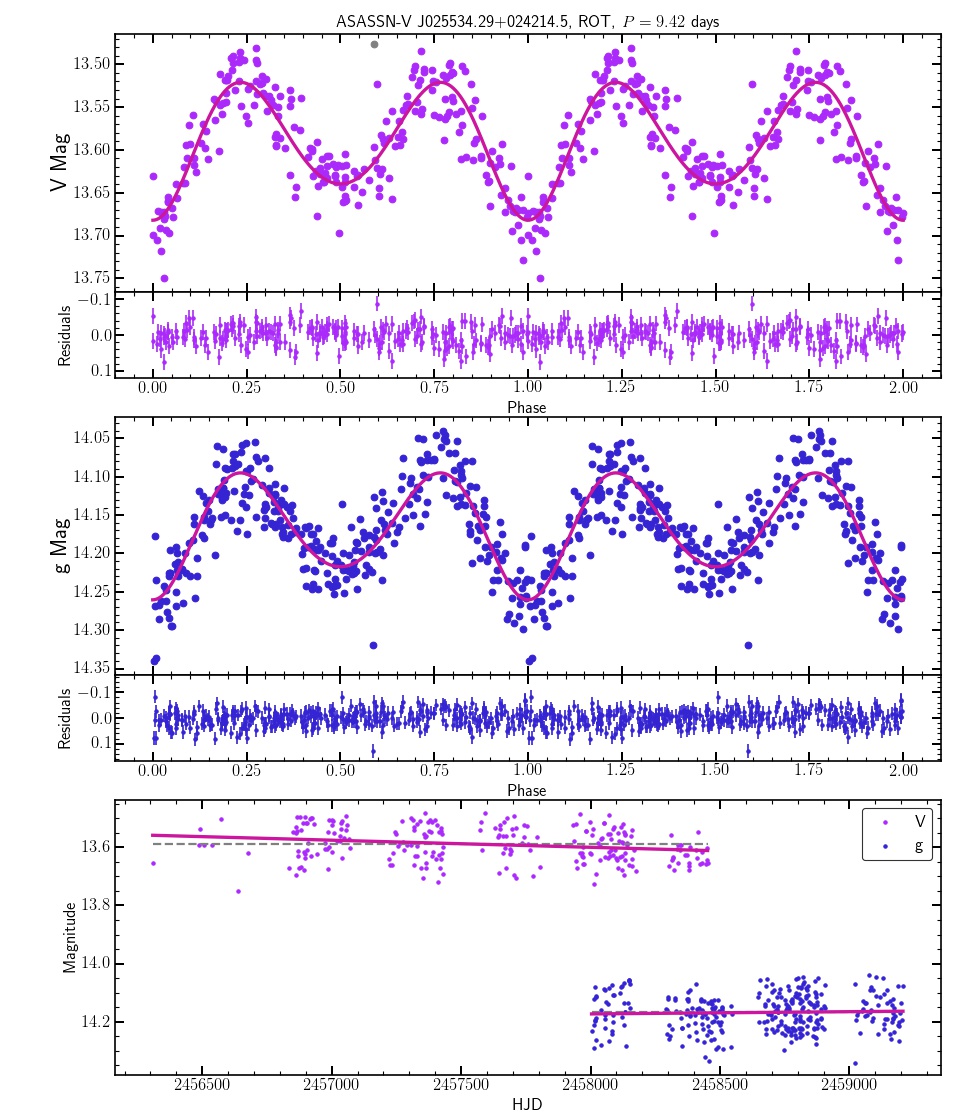 ASASSN-V J025534.29+024214.5, ROT, P = 9.42 days
V Mag
13.50
13.55
13.60
13.65
13.70
13.75
Residuals
−0.1
0.0
0.1
0.00 0.25 0.50 0.75 1.00 1.25 1.50 1.75 2.00
Phase
g Mag
14.05
14.10
14.15
14.20
14.25
14.30
14.35
Residuals
−0.1
0.0
0.1
0.00 0.25 0.50 0.75 1.00 1.25 1.50 1.75 2.00
Phase
Magnitude
13.6
13.8
14.0
14.2
V
g
2456500 2457000 2457500 2458000 2458500 2459000
HJD